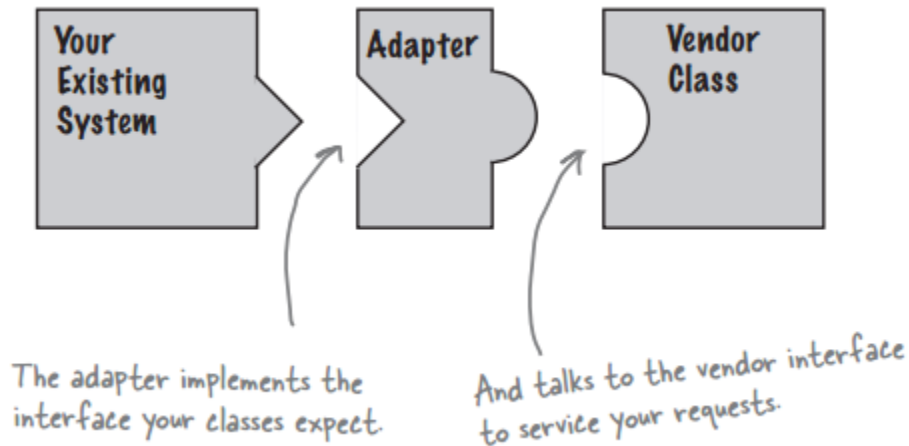 Your
Existing
System
Adapter
Vendor
Class
The adapter implements the
interface your classes expect.
And talks to the vendor interface
to service your requests.